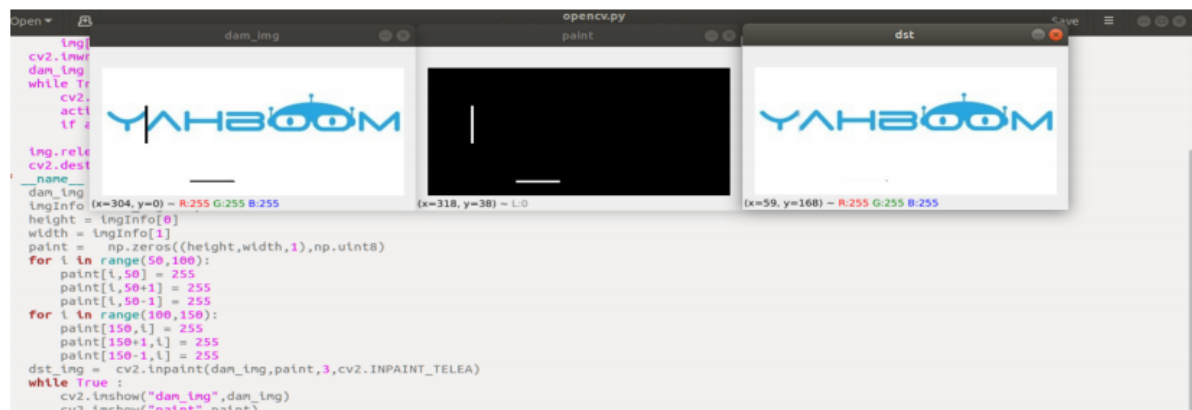 Open
opencv.py
Save
dam_img
paint
dst
img[
cv2.imwr
dam_img
while Tr
cv2.
acti
if a
YAHBOOM
YAHBOOM
img.rele
cv2.dest
__name__
dam_img
imgInfo
(x=304, y=0) ~ R:255 G:255 B:255
(x=318, y=38) ~ L:0
(x=59, y=168) ~ R:255 G:255 B:255
height = imgInfo[0]
width = imgInfo[1]
paint =   np.zeros((height,width,1),np.uint8)
for i in range(50,100):
    paint[i,50] = 255
    paint[i,50+1] = 255
    paint[i,50-1] = 255
for i in range(100,150):
    paint[150,i] = 255
    paint[150+1,i] = 255
    paint[150-1,i] = 255
dst_img =  cv2.inpaint(dam_img,paint,3,cv2.INPAINT_TELEA)
while True :
    cv2.imshow("dam_img",dam_img)
    cv2.imshow("paint",paint)